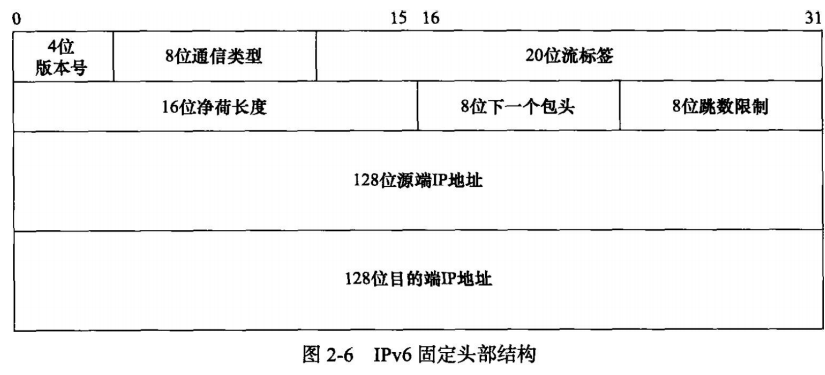 0 15 16 31
4位
版本号
8位通信类型
20位流标签
16位净荷长度
8位下一个包头
8位跳数限制
128位源端IP地址
128位目的端IP地址
图 2-6 IPv6 固定头部结构